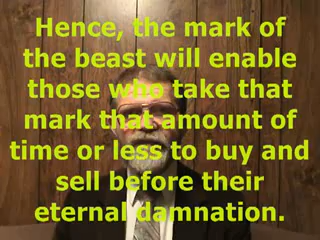 Hence, the mark of
the beast will enable
those who take that
mark that amount of
time or less to buy and
sell before their
eternal damnation.